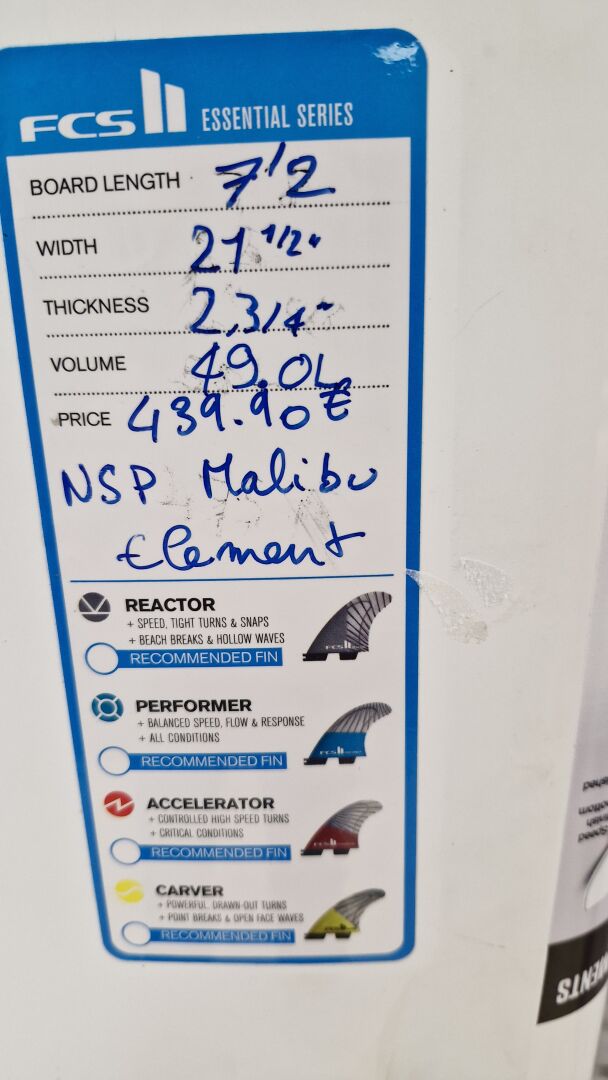 FCS II ESSENTIAL SERIES
BOARD LENGTH 7'2
WIDTH 21 1/2"
THICKNESS 2,3/4"
VOLUME 49.0L
PRICE 439.90€
NSP Malibu
Element
REACTOR
+ SPEED, TIGHT TURNS & SNAPS
+ BEACH BREAKS & HOLLOW WAVES
RECOMMENDED FIN
PERFORMER
+ BALANCED SPEED, FLOW & RESPONSE
+ ALL CONDITIONS
RECOMMENDED FIN
ACCELERATOR
+ CONTROLLED HIGH SPEED TURNS
+ CRITICAL CONDITIONS
RECOMMENDED FIN
CARVER
+ POWERFUL, DRAWN-OUT TURNS
+ POINT BREAKS & OPEN FACE WAVES
RECOMMENDED FIN